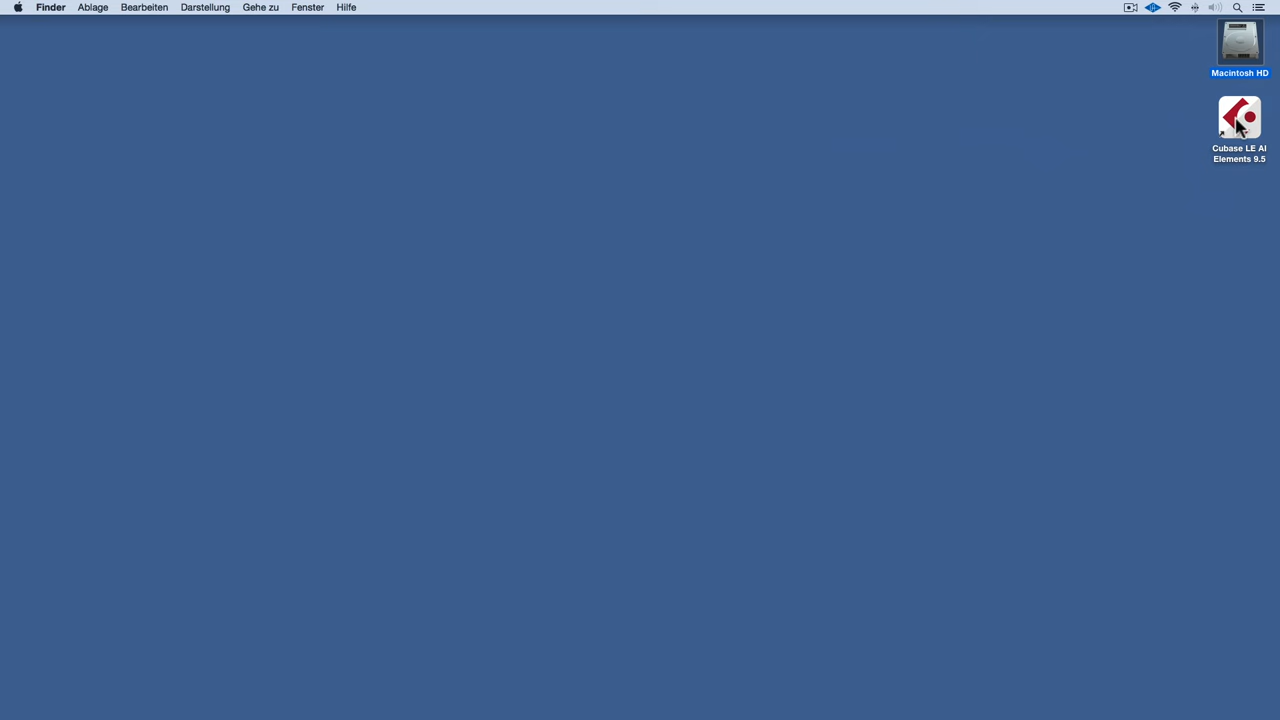 Finder Ablage Bearbeiten Darstellung Gehe zu Fenster Hilfe
Macintosh HD
Cubase LE AI
Elements 9.5